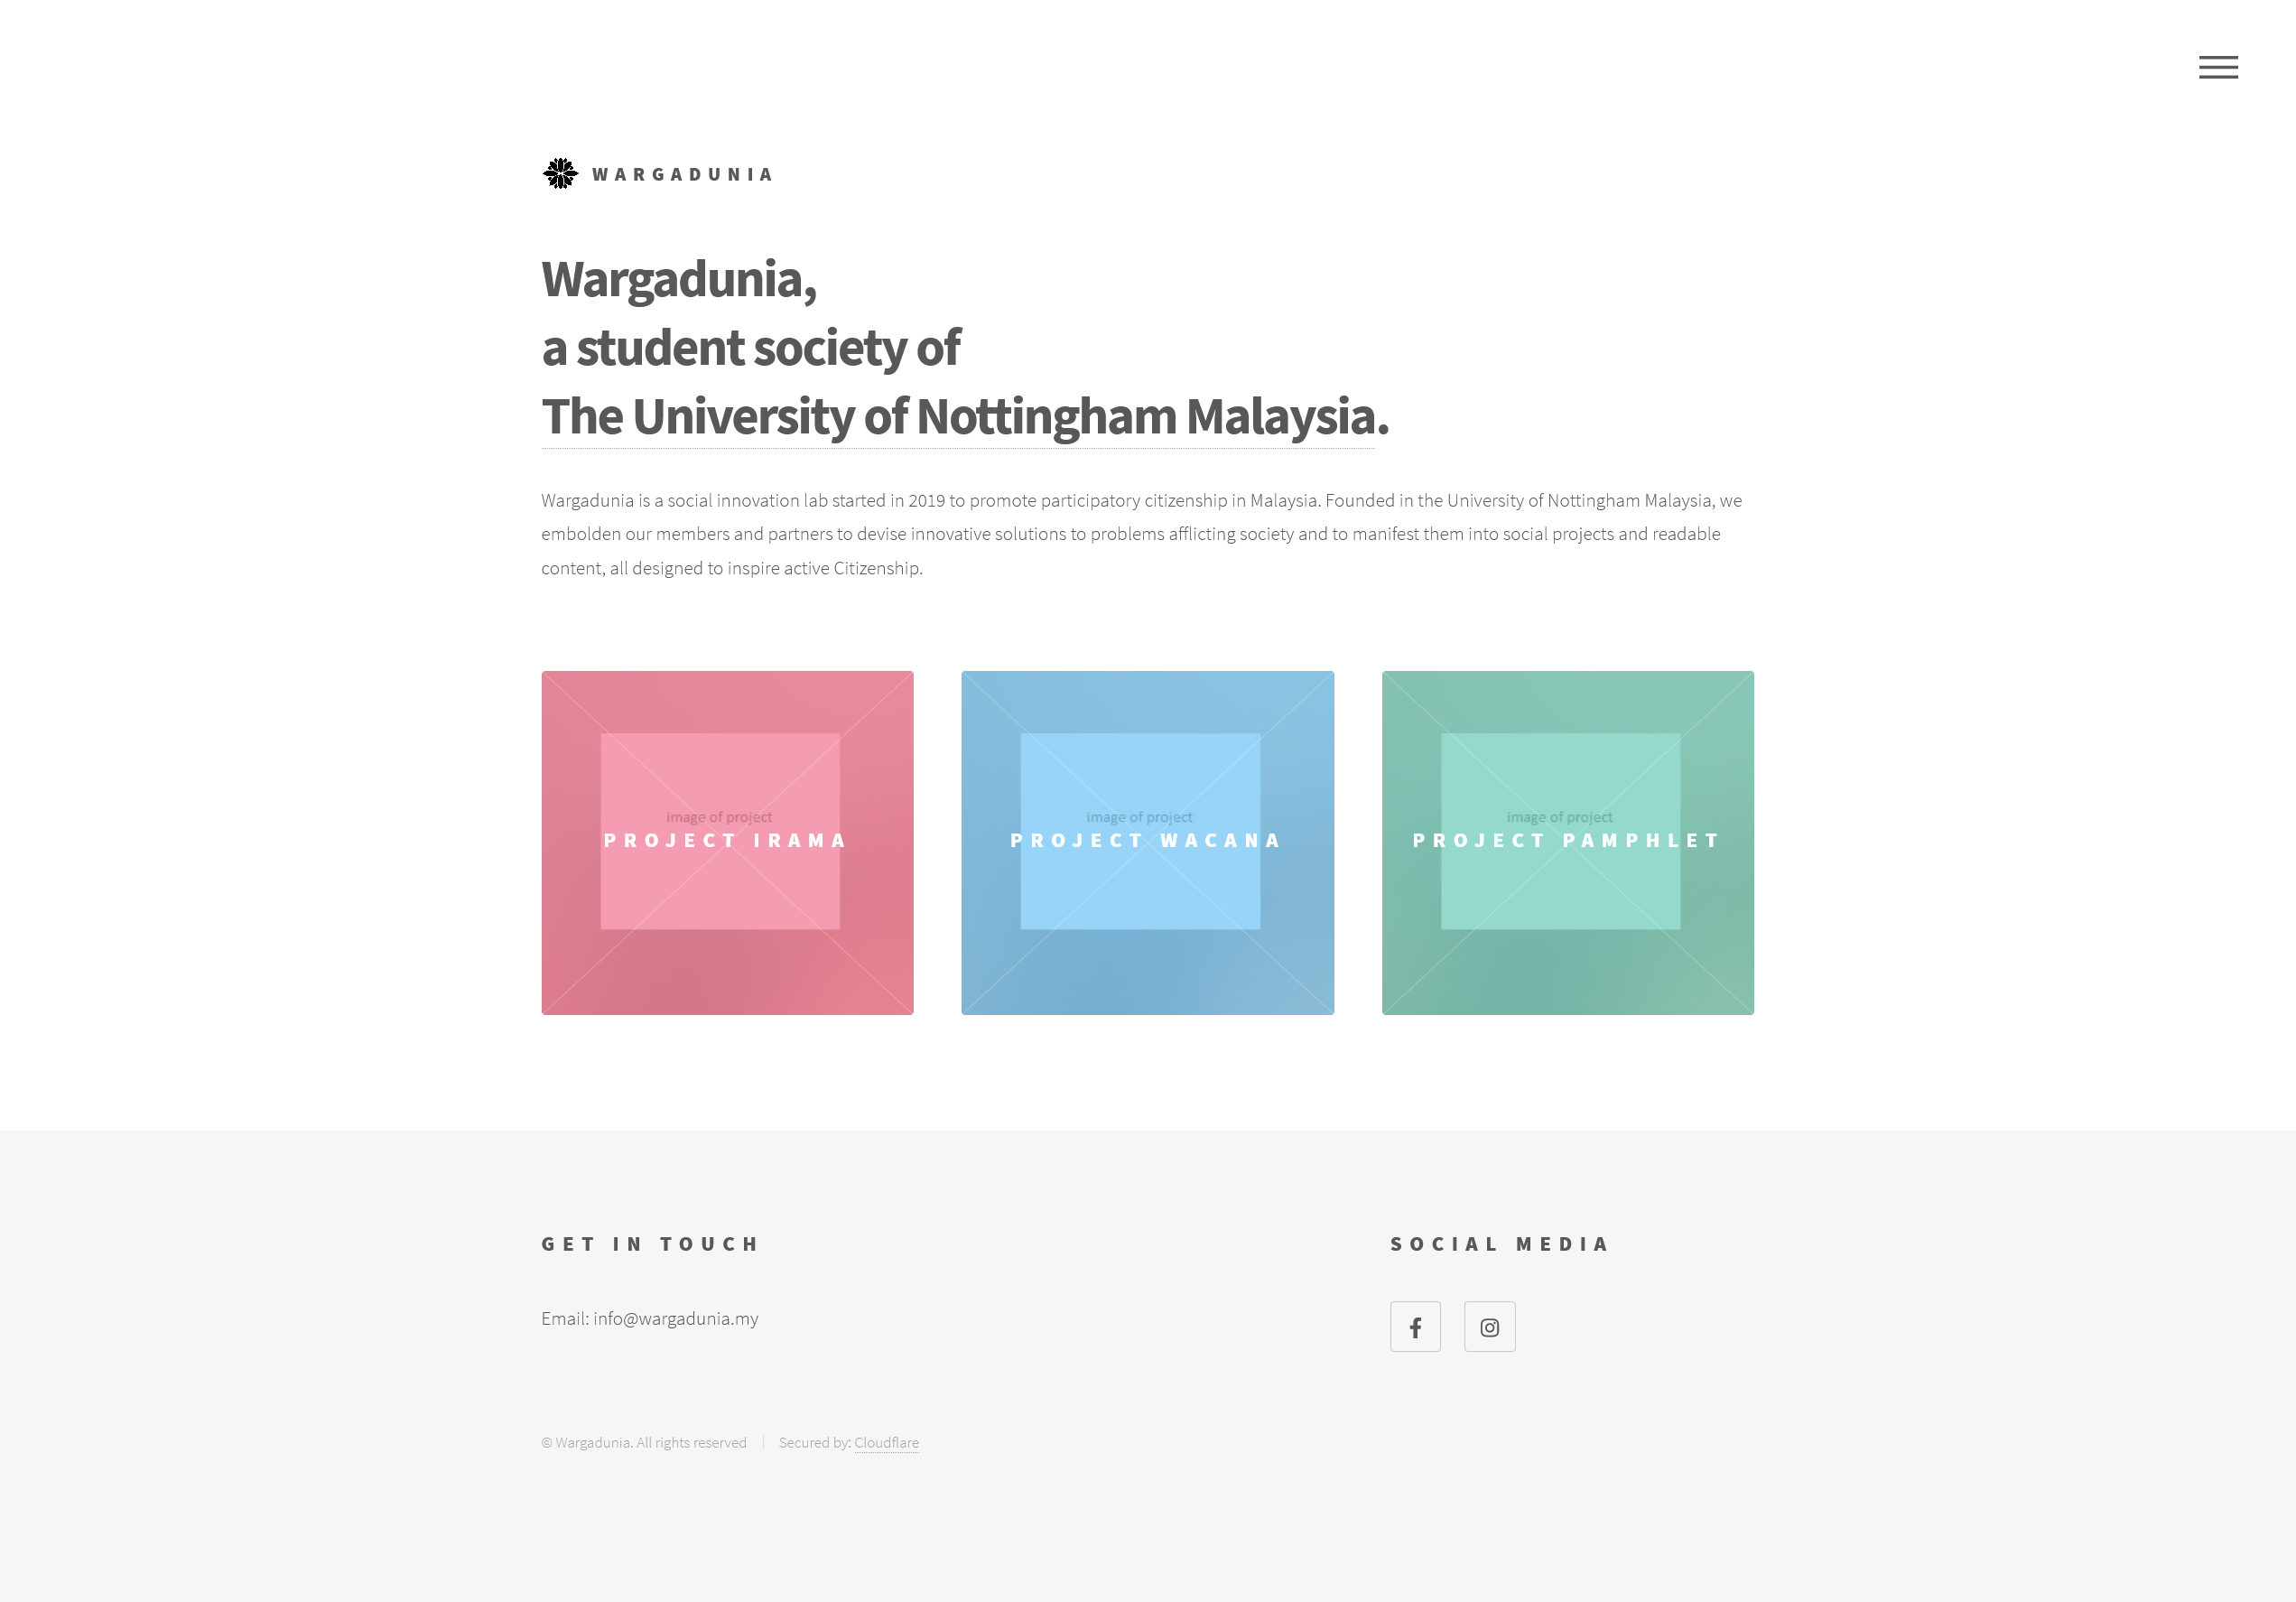 WARGADUNIA
Wargadunia,
a student society of
The University of Nottingham Malaysia.
Wargadunia is a social innovation lab started in 2019 to promote participatory citizenship in Malaysia. Founded in the University of Nottingham Malaysia, we
embolden our members and partners to devise innovative solutions to problems afflicting society and to manifest them into social projects and readable
content, all designed to inspire active Citizenship.
image of project
PROJECT IRAMA
image of project
PROJECT WACANA
image of project
PROJECT PAMPHLET
GET IN TOUCH
Email: info@wargadunia.my
SOCIAL MEDIA
© Wargadunia. All rights reserved
Secured by: Cloudflare